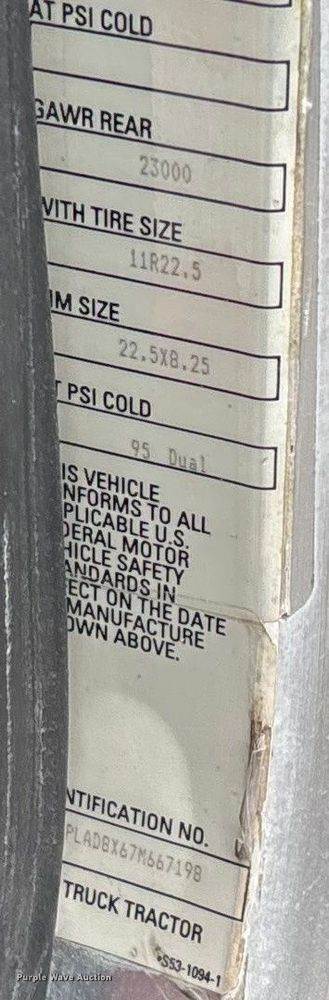 AT PSI COLD
GAWR REAR
23000
WITH TIRE SIZE
11R22.5
IM SIZE
22.5X8.25
T PSI COLD
95 Dual
IS VEHICLE
NFORMS TO ALL
PLICABLE U.S.
DERAL MOTOR
HICLE SAFETY
ANDARDS IN
ECT ON THE DATE
MANUFACTURE
OWN ABOVE.
NTIFICATION NO.
PLAD8X67M667198
TRUCK TRACTOR
S53-1094-1
Purple Wave Auction